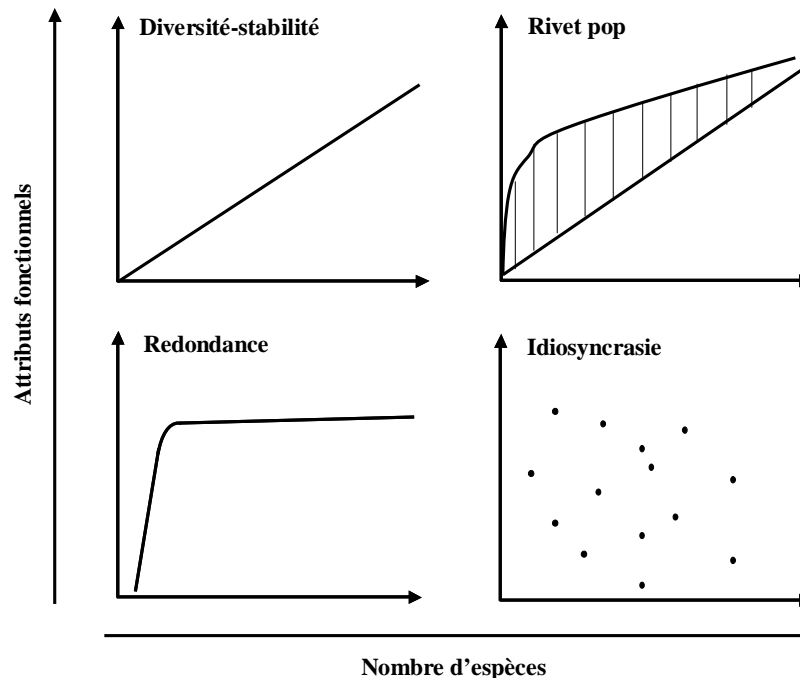 Diversité-stabilité
Rivet pop
Attributs fonctionnels
Redondance
Idiosyncrasie
Nombre d'espèces